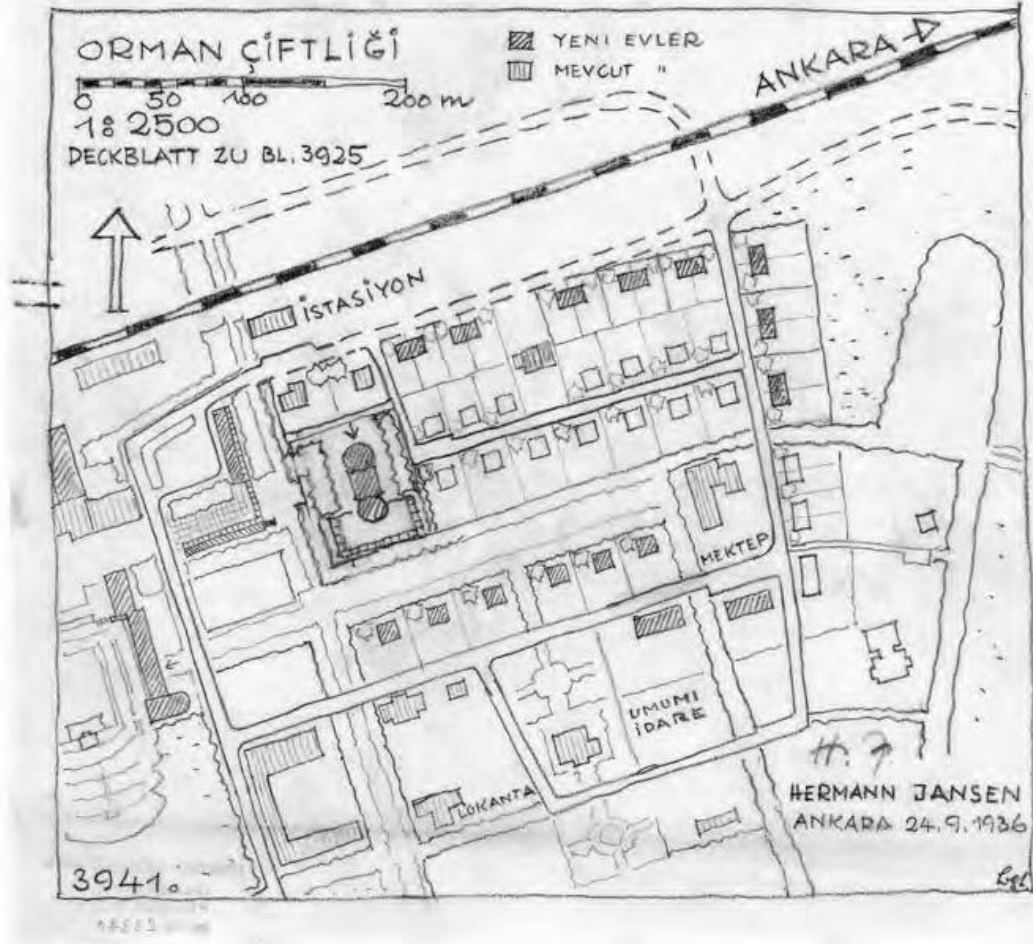 ORMAN ÇİFTLİĞİ
0 50 100 200 m
1:2500
DECKBLATT ZU BL. 3925
YENI EVLER
MEVCUT "
ANKARA
İSTASİYON
MEKTEP
UMUMI
İDARE
LOKANTA
HERMANN JANSEN
ANKARA 24.9.1936
3941.